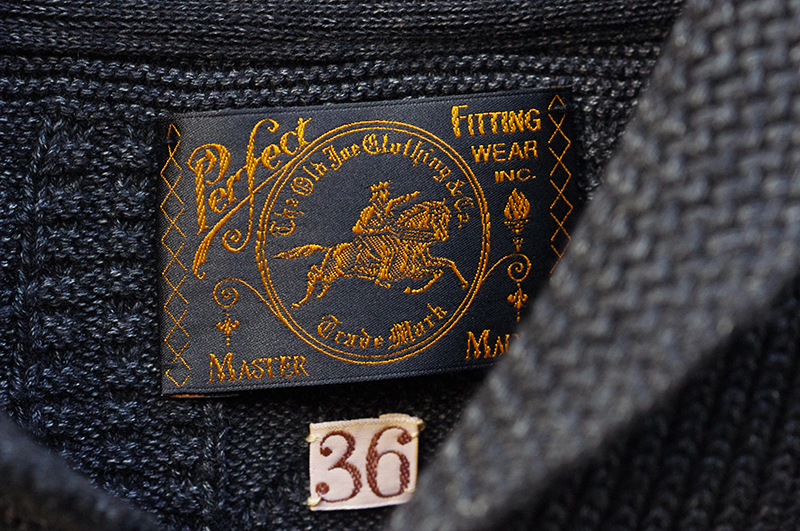 Perfect
FITTING
WEAR
INC.
The Old Joe Clothing & Co
Trade Mark
MASTER
36